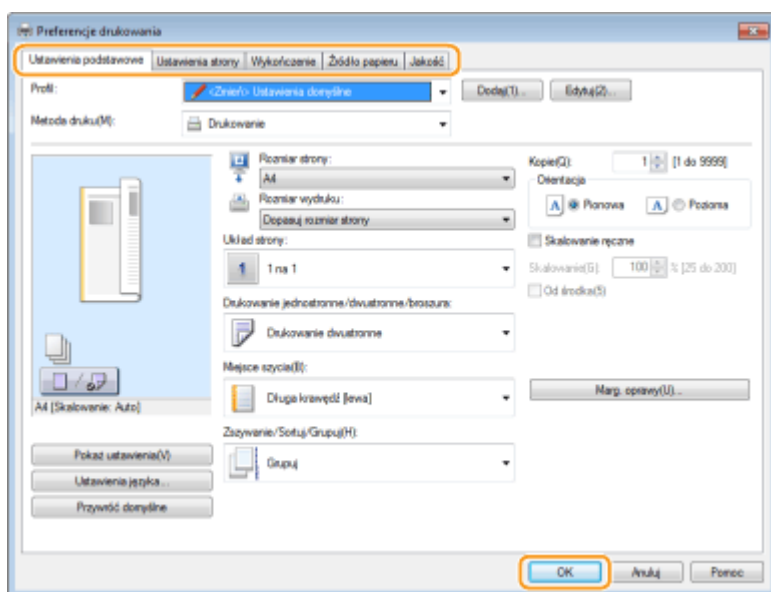 Preferencje drukowania
Ustawienia podstawowe Ustawienia strony Wykończenie Źródło papieru Jakość
Profil: <Zmień> Ustawienia domyślne Dodaj(1)... Edytuj(2)...
Metoda druku(M): Drukowanie
Rozmiar strony:
A4
Rozmiar wydruku:
Dopasuj rozmiar strony
Układ strony:
1 1 na 1
Drukowanie jednostronne/dwustronne/broszura:
Drukowanie dwustronne
Miejsce szycia(B):
Długa krawędź [lewa]
Zszywanie/Sortuj/Grupuj(H):
Grupuj
Kopie(Q): 1 [1 do 9999]
Orientacja
A Pionowa A Pozioma
Skalowanie ręczne
Skalowanie(G): 100 % [25 do 200]
Od środka(S)
Marg. oprawy(U)...
A4 [Skalowanie: Auto]
Pokaż ustawienia(V)
Ustawienia języka...
Przywróć domyślne
OK Anuluj Pomoc